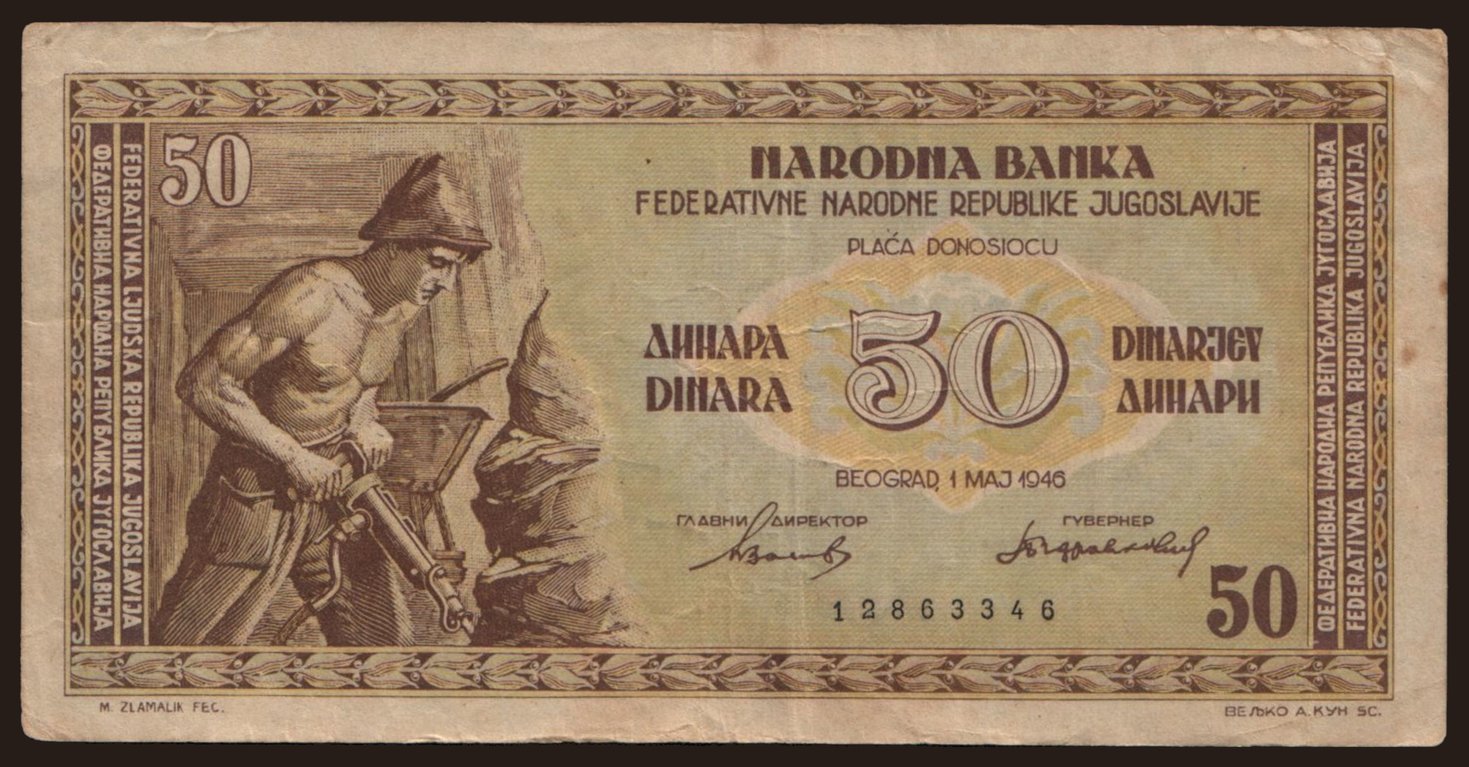 50
NARODNA BANKA
FEDERATIVNE NARODNE REPUBLIKE JUGOSLAVIJE
PLAĆA DONOSIOCU
ДИНАРА
DINARA
50
DINARJEV
ДИНАРИ
BEOGRAD, 1 MAJ 1946
ГЛАВНИ ДИРЕКТОР
ГУВЕРНЕР
12863346
50
ФЕДЕРАТИВНА НАРОДНА РЕПУБЛИКА ЈУГОСЛАВИЈА
FEDERATIVNA LJUDSKA REPUBLIKA JUGOSLAVIJA
ФЕДЕРАТИВНА НАРОДНА РЕПУБЛИКА ЈУГОСЛАВИЈА
FEDERATIVNA NARODNA REPUBLIKA JUGOSLAVIJA
M. ZLAMALIK FEC.
ВЕЉКО А. КУН SC.